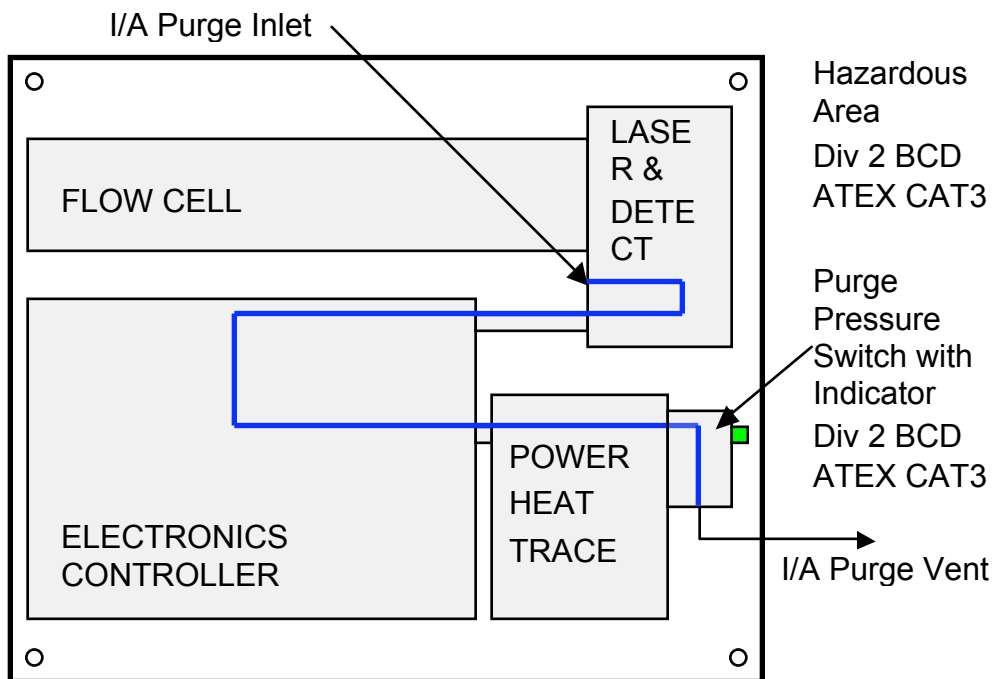 I/A Purge Inlet
Hazardous
Area
Div 2 BCD
ATEX CAT3
LASE
R &
DETE
CT
FLOW CELL
Purge
Pressure
Switch with
Indicator
Div 2 BCD
ATEX CAT3
POWER
HEAT
TRACE
ELECTRONICS
CONTROLLER
I/A Purge Vent